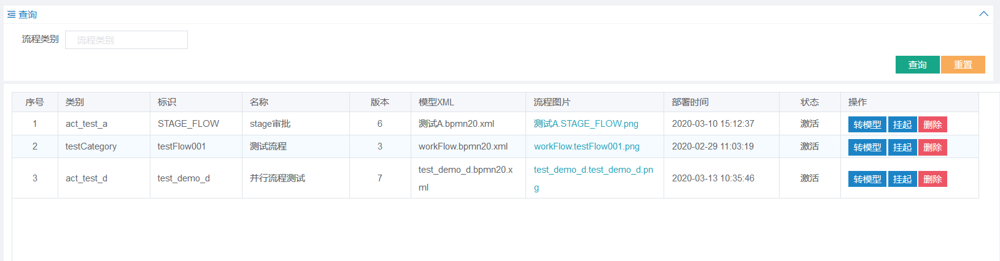 查询
流程类别 流程类别
查询 重置
序号 类别 标识 名称 版本 模型XML 流程图片 部署时间 状态 操作
1 act_test_a STAGE_FLOW stage审批 6 测试A.bpmn20.xml 测试A.STAGE_FLOW.png 2020-03-10 15:12:37 激活 转模型 挂起 删除
2 testCategory testFlow001 测试流程 3 workFlow.bpmn20.xml workFlow.testFlow001.png 2020-02-29 11:03:19 激活 转模型 挂起 删除
3 act_test_d test_demo_d 并行流程测试 7 test_demo_d.bpmn20.x test_demo_d.test_demo_d.pn 2020-03-13 10:35:46 激活 转模型 挂起 删除
ml g